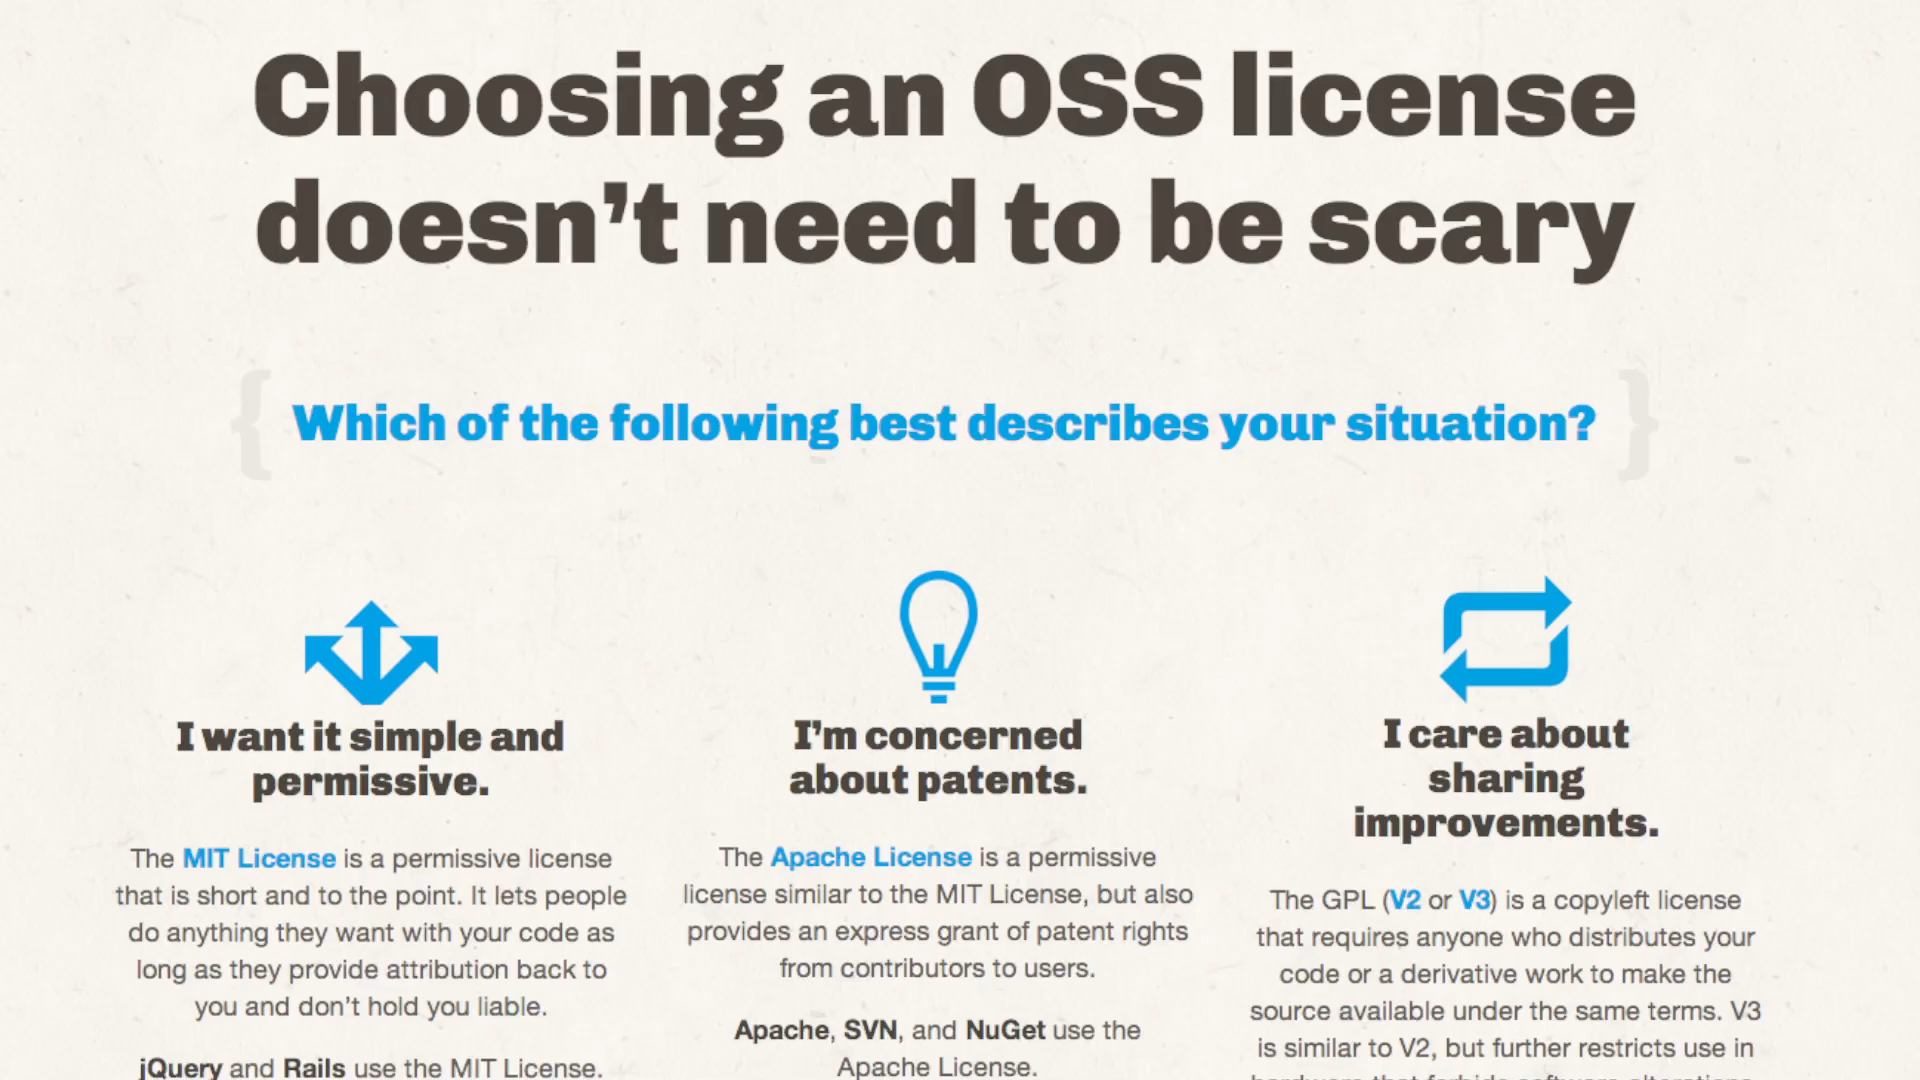 Choosing an OSS license
doesn’t need to be scary
{ Which of the following best describes your situation? }
I want it simple and
permissive.
The MIT License is a permissive license
that is short and to the point. It lets people
do anything they want with your code as
long as they provide attribution back to
you and don’t hold you liable.
jQuery and Rails use the MIT License.
I’m concerned
about patents.
The Apache License is a permissive
license similar to the MIT License, but also
provides an express grant of patent rights
from contributors to users.
Apache, SVN, and NuGet use the
Apache License.
I care about
sharing
improvements.
The GPL (V2 or V3) is a copyleft license
that requires anyone who distributes your
code or a derivative work to make the
source available under the same terms. V3
is similar to V2, but further restricts use in